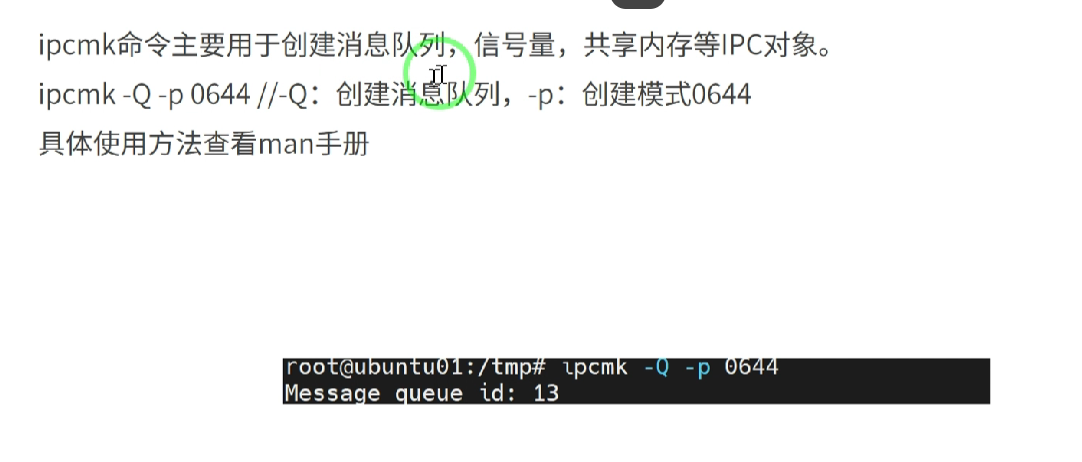 ipcmk命令主要用于创建消息队列，信号量，共享内存等IPC对象。
ipcmk -Q -p 0644 //-Q：创建消息队列，-p：创建模式0644
具体使用方法查看man手册
root@ubuntu01:/tmp# ipcmk -Q -p 0644
Message queue id: 13